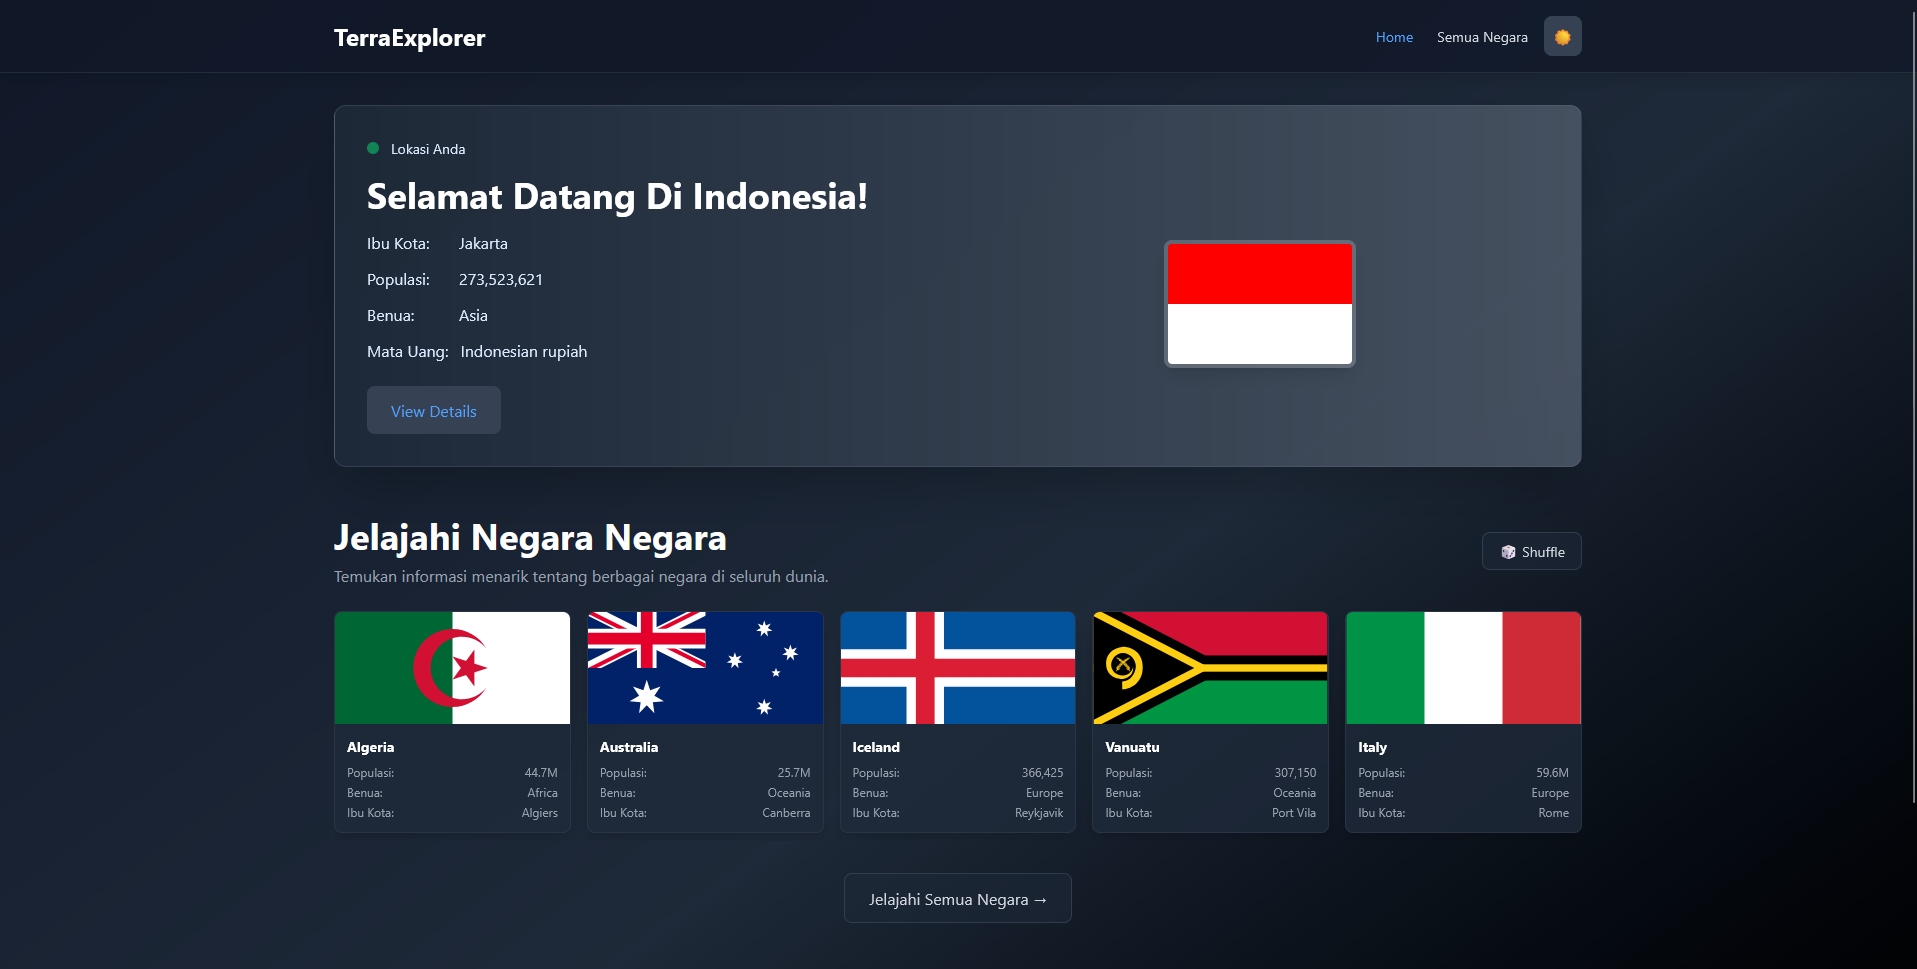 TerraExplorer
Home Semua Negara
Lokasi Anda
Selamat Datang Di Indonesia!
Ibu Kota: Jakarta
Populasi: 273,523,621
Benua: Asia
Mata Uang: Indonesian rupiah
View Details
Jelajahi Negara Negara
Temukan informasi menarik tentang berbagai negara di seluruh dunia.
Shuffle
Algeria
Populasi: 44.7M
Benua: Africa
Ibu Kota: Algiers
Australia
Populasi: 25.7M
Benua: Oceania
Ibu Kota: Canberra
Iceland
Populasi: 366,425
Benua: Europe
Ibu Kota: Reykjavik
Vanuatu
Populasi: 307,150
Benua: Oceania
Ibu Kota: Port Vila
Italy
Populasi: 59.6M
Benua: Europe
Ibu Kota: Rome
Jelajahi Semua Negara →